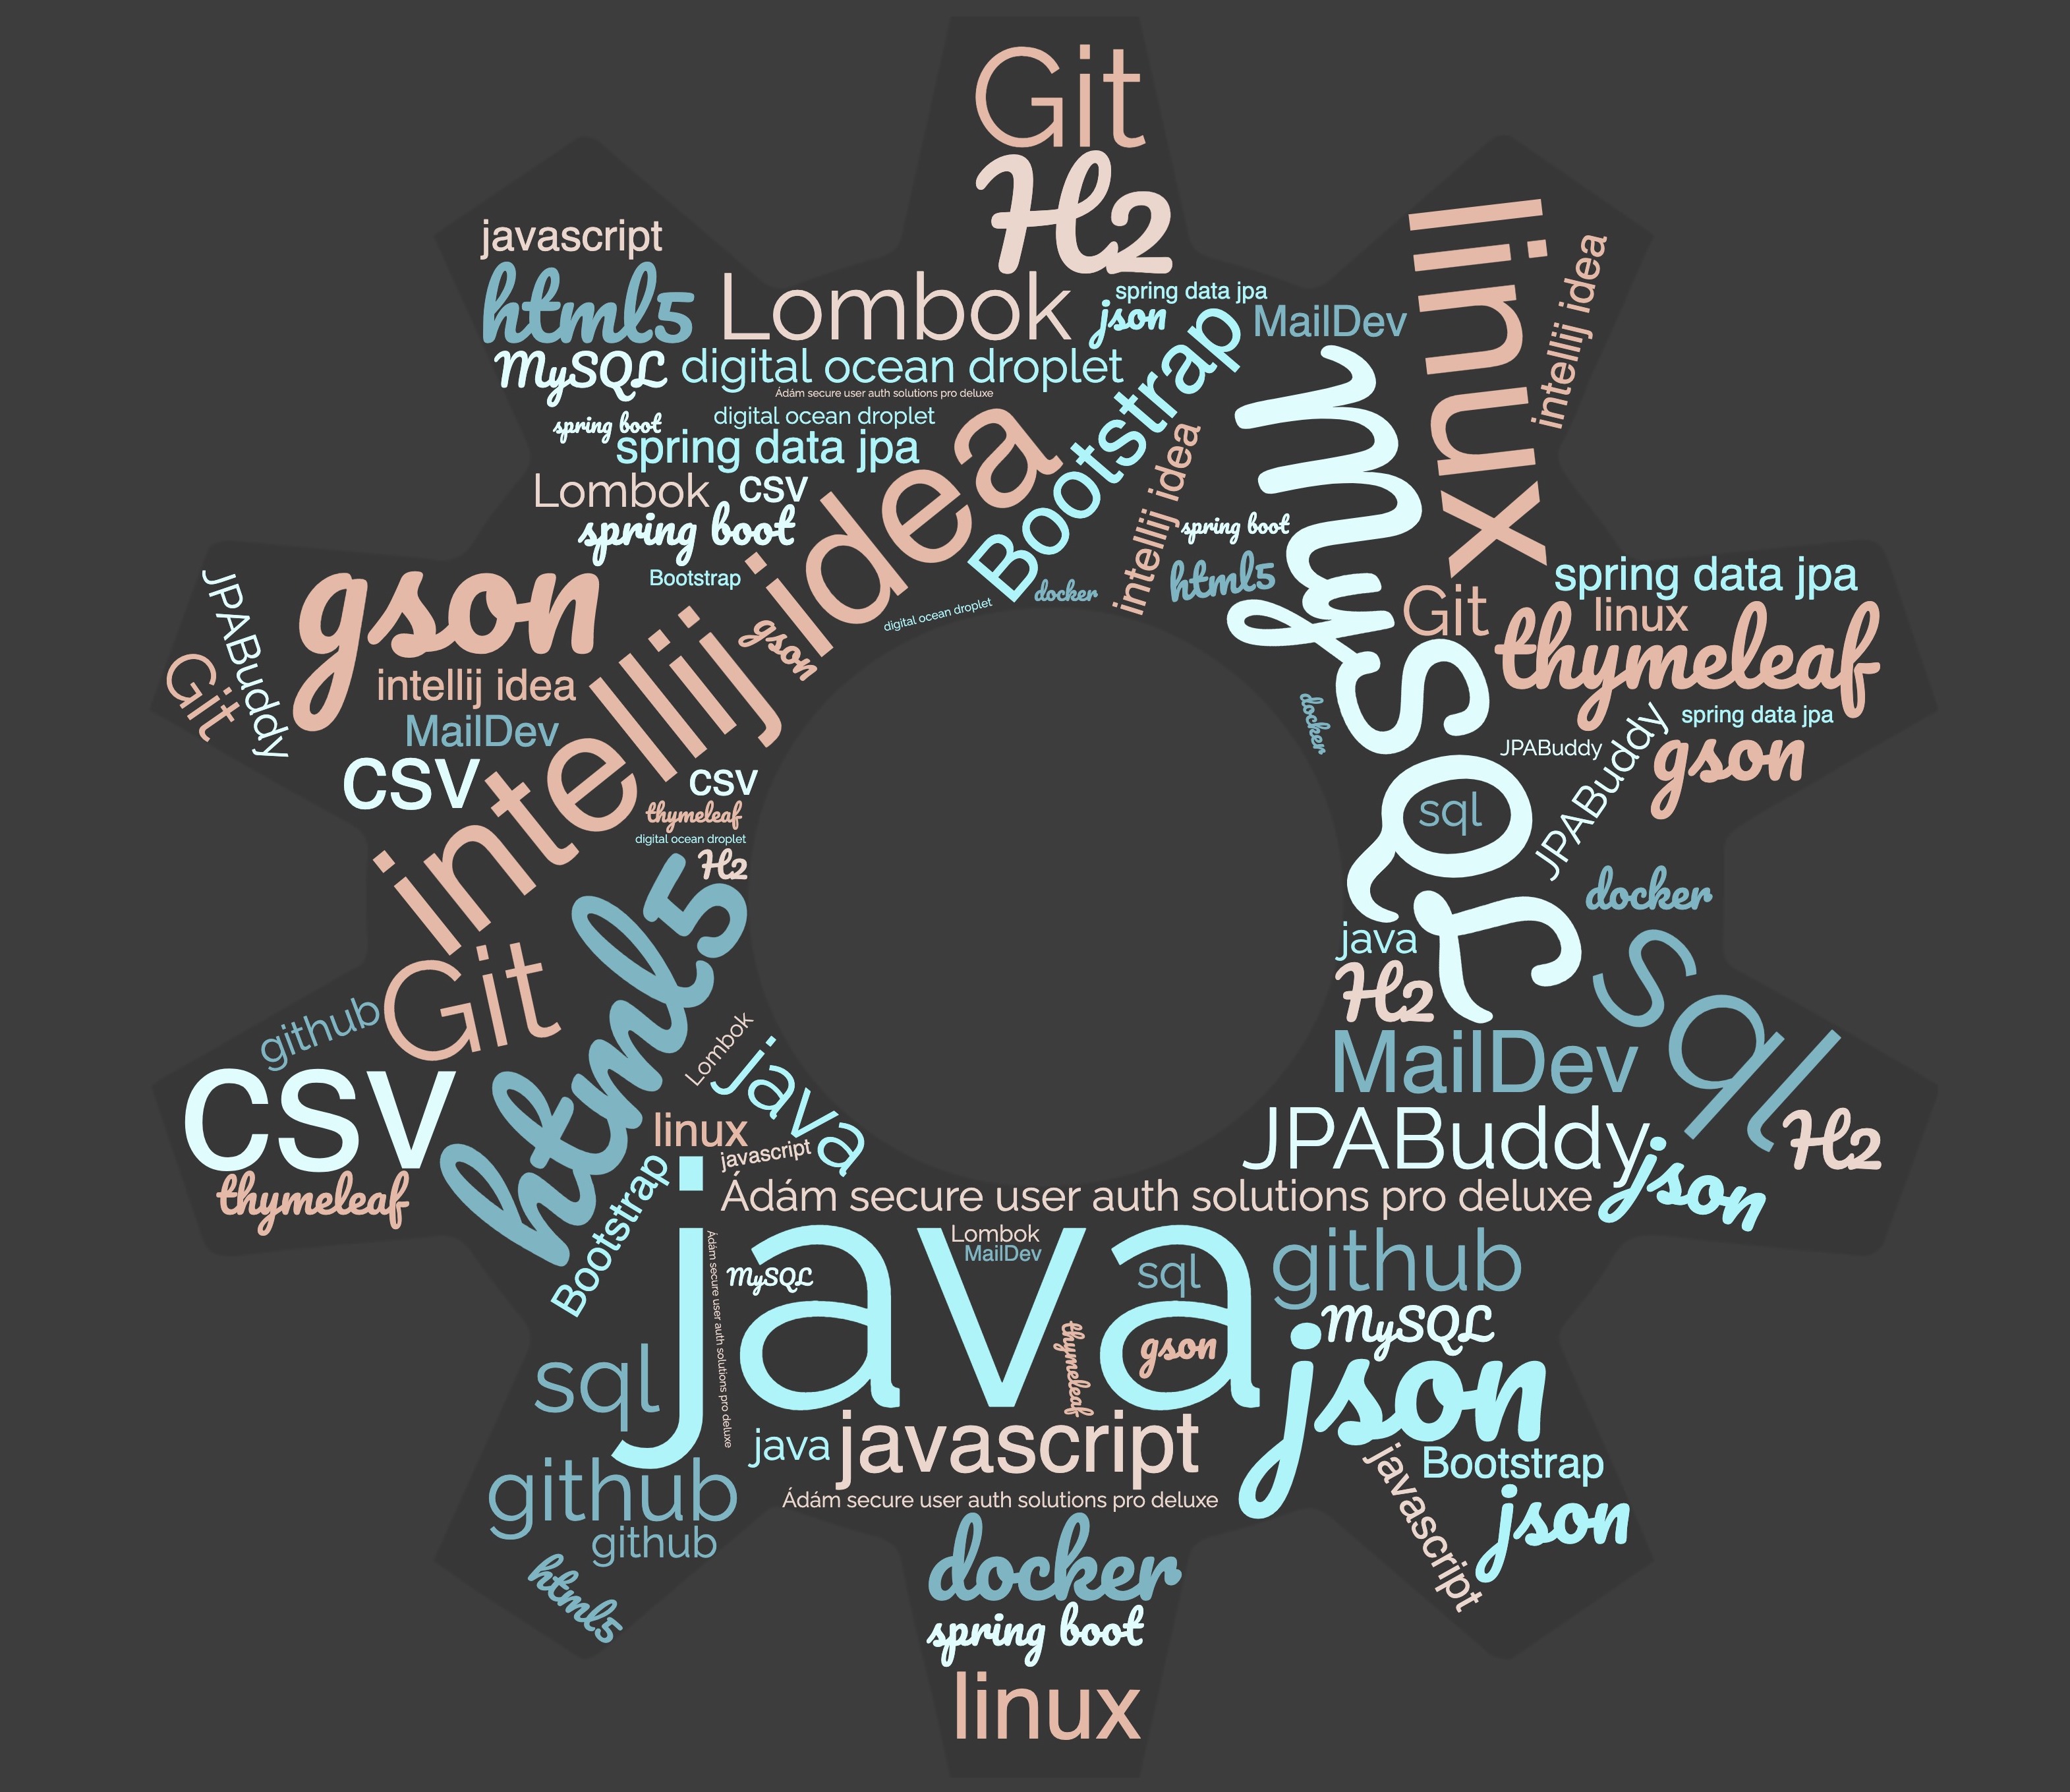 Git
H2
javascript
html5
Lombok
spring data jpa
json
MailDev
linux
intellij idea
MySQL
digital ocean droplet
Ádám secure user auth solutions pro deluxe
Bootstrap
MySQL
spring boot
digital ocean droplet
spring data jpa
intellij idea
Lombok
csv
spring boot
intellij idea
spring boot
Bootstrap
docker
html5
digital ocean droplet
JPABuddy
gson
Git
spring data jpa
linux
thymeleaf
gson
Git
intellij idea
MailDev
docker
JPABuddy
JPABuddy
spring data jpa
gson
csv
csv
thymeleaf
digital ocean droplet
H2
sql
docker
html5
java
H2
sql
Git
github
Lombok
java
MailDev
csv
linux
javascript
JPABuddy
H2
thymeleaf
Bootstrap
Ádám secure user auth solutions pro deluxe
json
java
Lombok
MailDev
Ádám secure user auth solutions pro deluxe
MySQL
sql
github
MySQL
thymeleaf
gson
sql
json
java
javascript
javascript
Bootstrap
github
Ádám secure user auth solutions pro deluxe
json
github
docker
html5
spring boot
linux